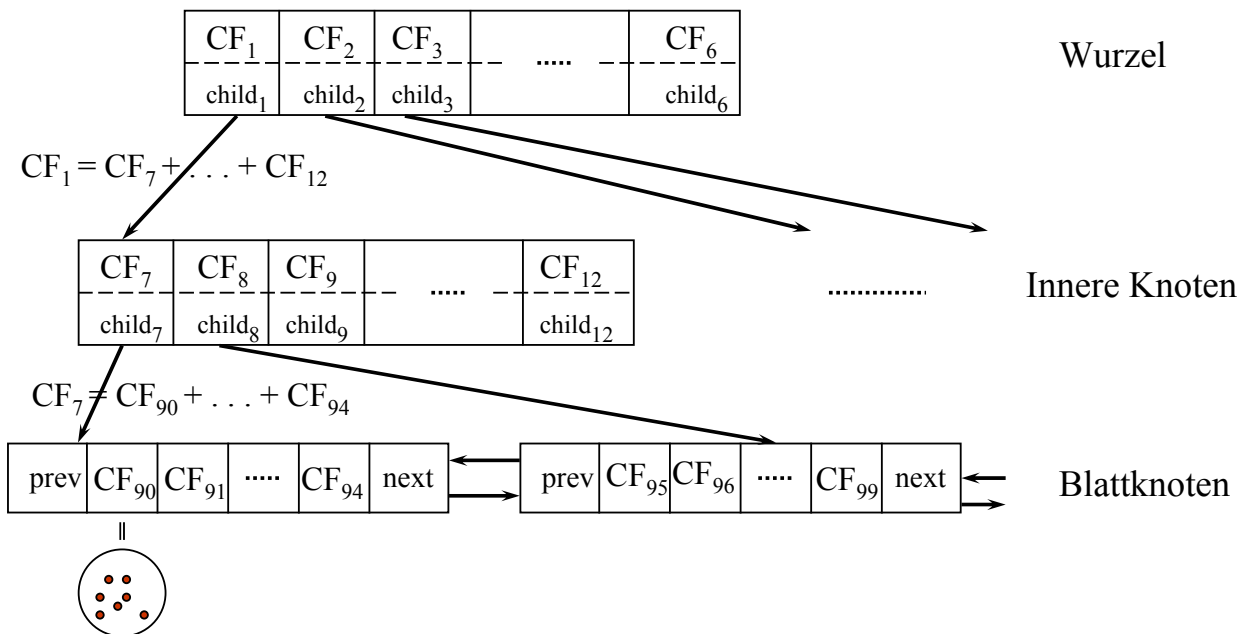 CF₁ CF₂ CF₃ ..... CF₆ Wurzel
child₁ child₂ child₃ child₆
CF₁ = CF₇ + . . . + CF₁₂
CF₇ CF₈ CF₉ ..... CF₁₂ Innere Knoten
child₇ child₈ child₉ child₁₂
CF₇ = CF₉₀ + . . . + CF₉₄
prev CF₉₀ CF₉₁ ..... CF₉₄ next prev CF₉₅ CF₉₆ ..... CF₉₉ next Blattknoten